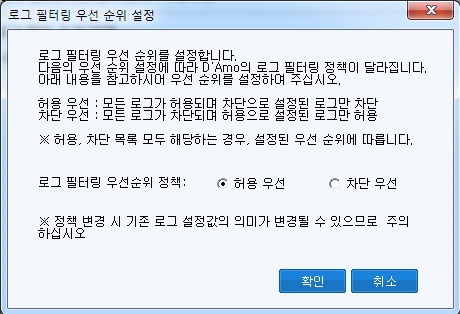 로그 필터링 우선 순위 설정
로그 필터링 우선 순위를 설정합니다.
다음의 우선 순위 설정에 따라 D'Amo의 로그 필터링 정책이 달라집니다.
아래 내용을 참고하시어 우선 순위를 설정하여 주십시오.
허용 우선 : 모든 로그가 허용되며 차단으로 설정된 로그만 차단
차단 우선 : 모든 로그가 차단되며 허용으로 설정된 로그만 허용
※ 허용, 차단 목록 모두 해당하는 경우, 설정된 우선 순위에 따릅니다.
로그 필터링 우선순위 정책: 허용 우선 차단 우선
※ 정책 변경 시 기존 로그 설정값의 의미가 변경될 수 있으므로 주의
하십시오
확인 취소